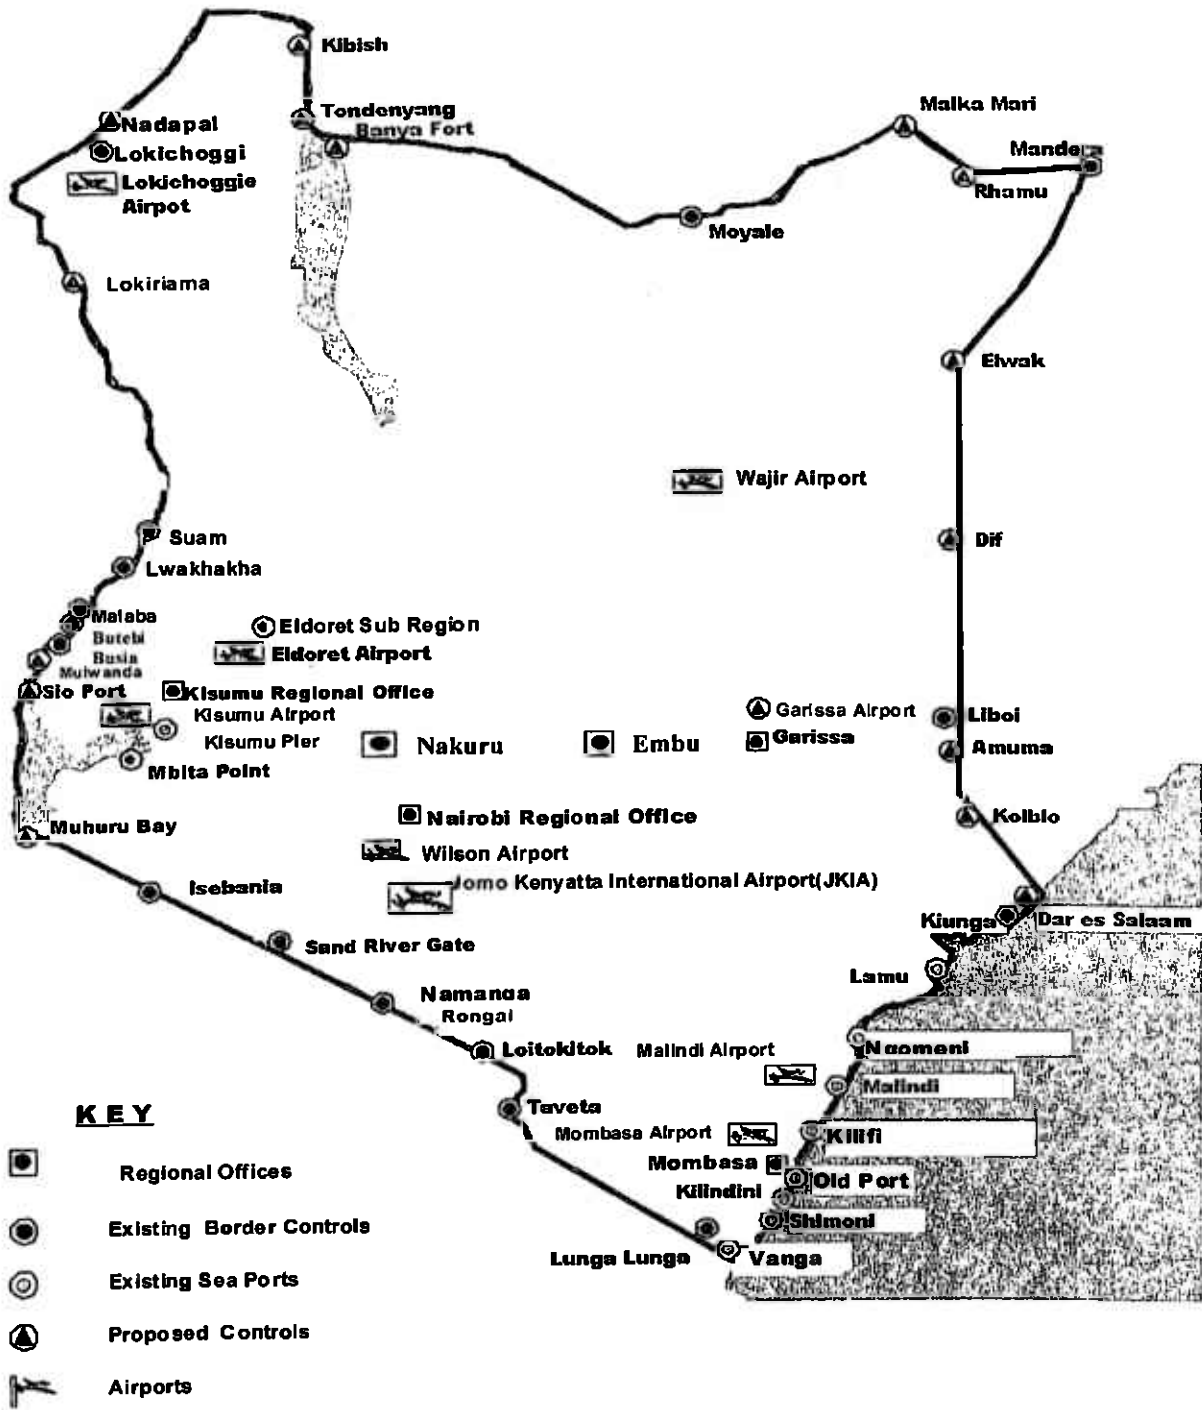 Kibish
Tondenyang
Banya Fort
Nadapal
Lokichoggi
Lokichoggie
Airpot
Lokiriama
Malka Mari
Mande
Rhamu
Moyale
Elwak
Wajir Airport
Dif
Suam
Lwakhakha
Malaba
Butebi
Busia
Mulwanda
Sio Port
Eldoret Sub Region
Eldoret Airport
Kisumu Regional Office
Kisumu Airport
Kisumu Pier
Mbita Point
Nakuru
Embu
Garissa Airport
Garissa
Liboi
Amuma
Kolbio
Muhuru Bay
Nairobi Regional Office
Wilson Airport
Jomo Kenyatta International Airport(JKIA)
Isebania
Sand River Gate
Kiunga
Dar es Salaam
Lamu
Namanga
Rongai
Loitokitok
Malindi Airport
Ngomeni
Malindi
Taveta
Mombasa Airport
Kilifi
Mombasa
Old Port
Kilindini
Shimoni
Lunga Lunga
Vanga
KEY
Regional Offices
Existing Border Controls
Existing Sea Ports
Proposed Controls
Airports